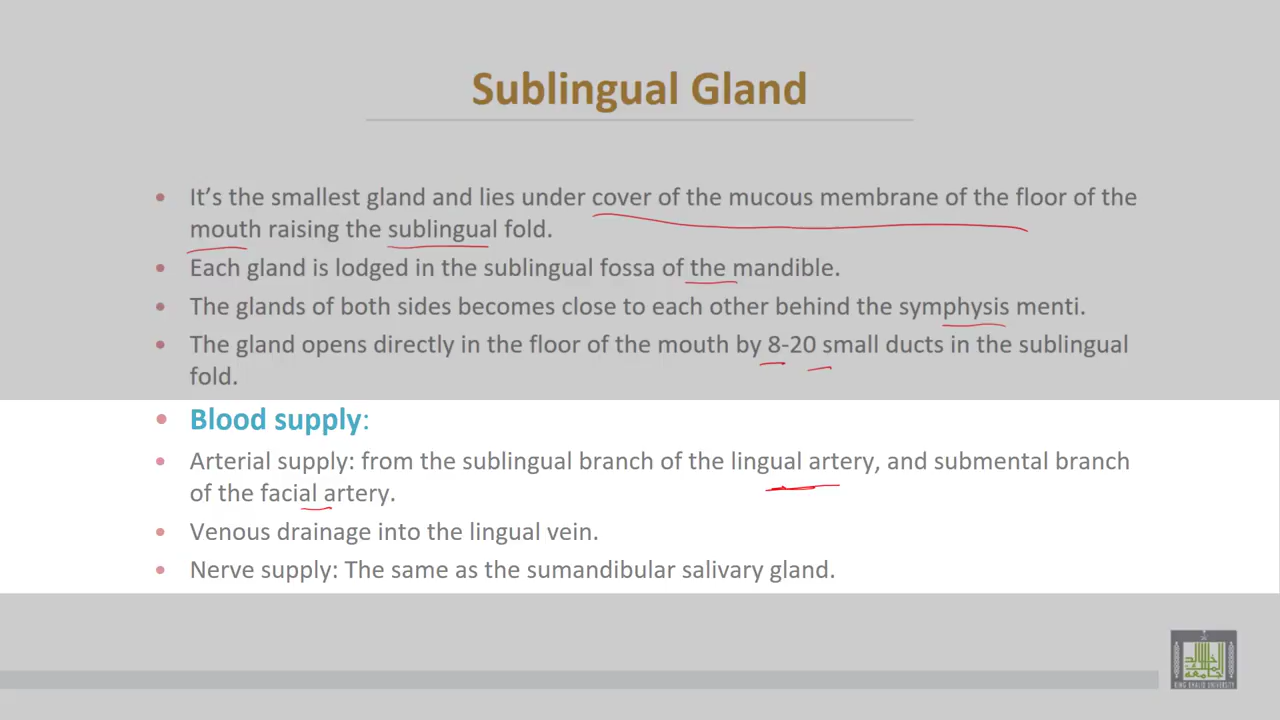 Sublingual Gland
• It's the smallest gland and lies under cover of the mucous membrane of the floor of the
mouth raising the sublingual fold.
• Each gland is lodged in the sublingual fossa of the mandible.
• The glands of both sides becomes close to each other behind the symphysis menti.
• The gland opens directly in the floor of the mouth by 8-20 small ducts in the sublingual
fold.
• Blood supply:
• Arterial supply: from the sublingual branch of the lingual artery, and submental branch
of the facial artery.
• Venous drainage into the lingual vein.
• Nerve supply: The same as the sumandibular salivary gland.
KING KHALID UNIVERSITY